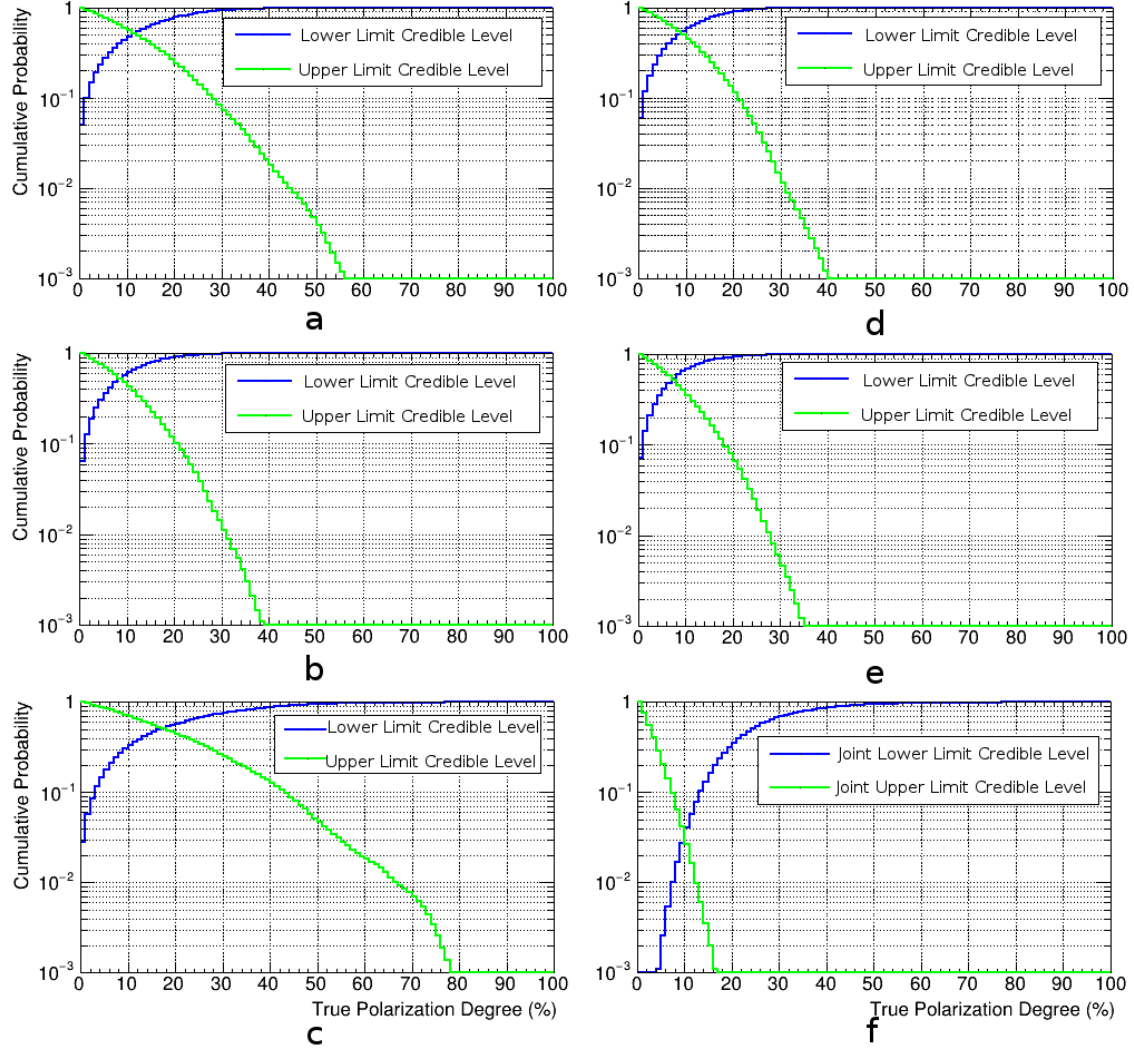 Cumulative Probability
1
10⁻¹
10⁻²
10⁻³
Lower Limit Credible Level
Upper Limit Credible Level
0 10 20 30 40 50 60 70 80 90 100
a
1
10⁻¹
10⁻²
10⁻³
Lower Limit Credible Level
Upper Limit Credible Level
0 10 20 30 40 50 60 70 80 90 100
d
Cumulative Probability
1
10⁻¹
10⁻²
10⁻³
Lower Limit Credible Level
Upper Limit Credible Level
0 10 20 30 40 50 60 70 80 90 100
b
1
10⁻¹
10⁻²
10⁻³
Lower Limit Credible Level
Upper Limit Credible Level
0 10 20 30 40 50 60 70 80 90 100
e
Cumulative Probability
1
10⁻¹
10⁻²
10⁻³
Lower Limit Credible Level
Upper Limit Credible Level
0 10 20 30 40 50 60 70 80 90 100
True Polarization Degree (%)
c
1
10⁻¹
10⁻²
10⁻³
Joint Lower Limit Credible Level
Joint Upper Limit Credible Level
0 10 20 30 40 50 60 70 80 90 100
True Polarization Degree (%)
f